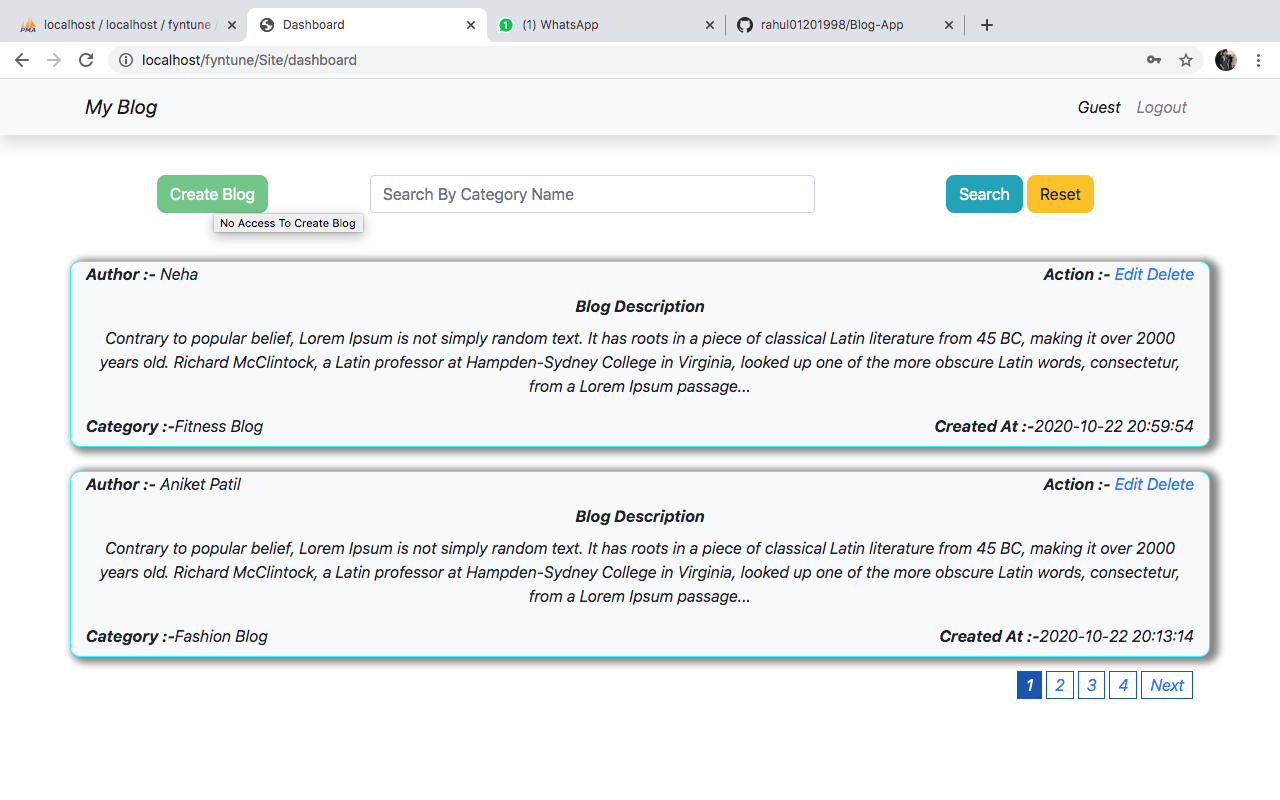 PMA localhost / localhost / fyntune /
Dashboard
1 (1) WhatsApp
rahul01201998/Blog-App
localhost/fyntune/Site/dashboard
My Blog
Guest Logout
Create Blog
Search By Category Name
Search Reset
No Access To Create Blog
Author :- Neha
Action :- Edit Delete
Blog Description
Contrary to popular belief, Lorem Ipsum is not simply random text. It has roots in a piece of classical Latin literature from 45 BC, making it over 2000
years old. Richard McClintock, a Latin professor at Hampden-Sydney College in Virginia, looked up one of the more obscure Latin words, consectetur,
from a Lorem Ipsum passage...
Category :-Fitness Blog
Created At :-2020-10-22 20:59:54
Author :- Aniket Patil
Action :- Edit Delete
Blog Description
Contrary to popular belief, Lorem Ipsum is not simply random text. It has roots in a piece of classical Latin literature from 45 BC, making it over 2000
years old. Richard McClintock, a Latin professor at Hampden-Sydney College in Virginia, looked up one of the more obscure Latin words, consectetur,
from a Lorem Ipsum passage...
Category :-Fashion Blog
Created At :-2020-10-22 20:13:14
1 2 3 4 Next